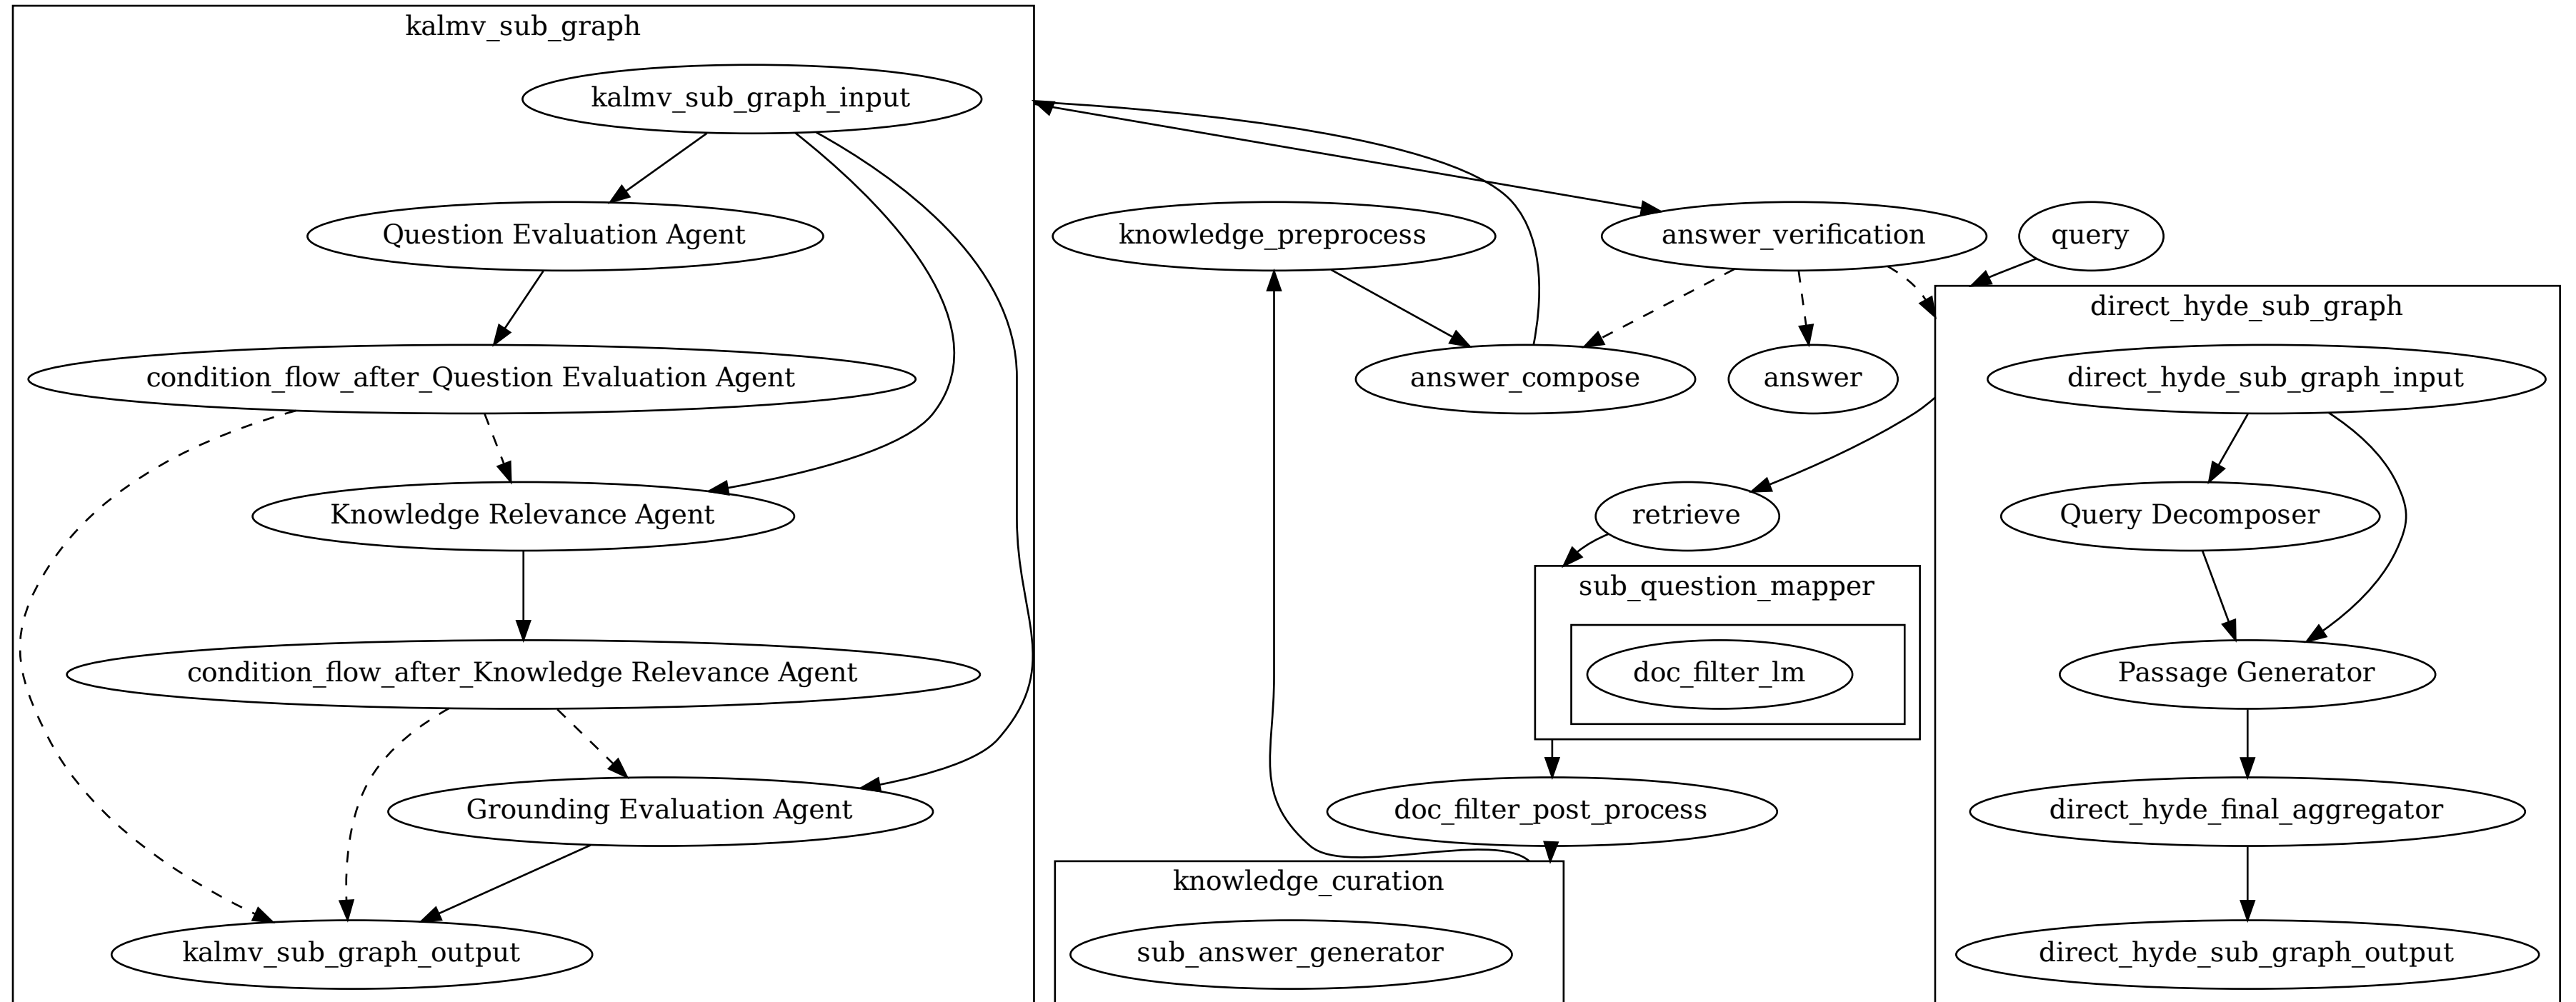 kalmv_sub_graph
kalmv_sub_graph_input
Question Evaluation Agent
condition_flow_after_Question Evaluation Agent
Knowledge Relevance Agent
condition_flow_after_Knowledge Relevance Agent
Grounding Evaluation Agent
kalmv_sub_graph_output
knowledge_preprocess
answer_verification
query
answer_compose
answer
retrieve
sub_question_mapper
doc_filter_lm
doc_filter_post_process
knowledge_curation
sub_answer_generator
direct_hyde_sub_graph
direct_hyde_sub_graph_input
Query Decomposer
Passage Generator
direct_hyde_final_aggregator
direct_hyde_sub_graph_output